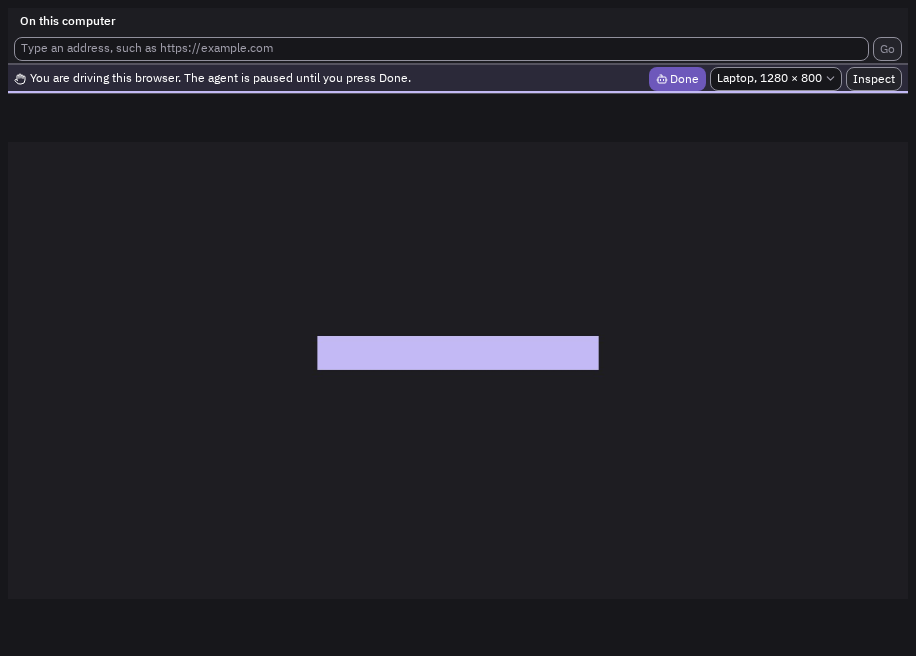 On this computer
Type an address, such as https://example.com
Go
You are driving this browser. The agent is paused until you press Done.
Done
Laptop, 1280 × 800
Inspect